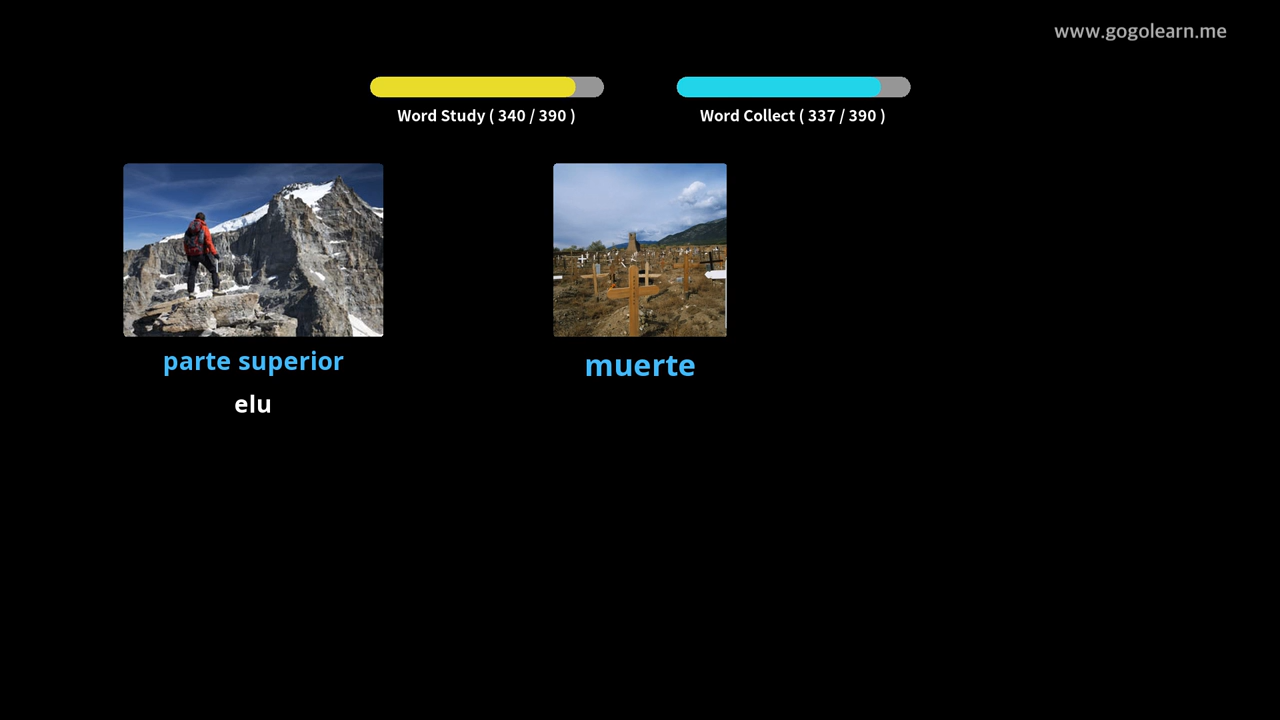 www.gogolearn.me
Word Study ( 340 / 390 )
Word Collect ( 337 / 390 )
parte superior
elu
muerte